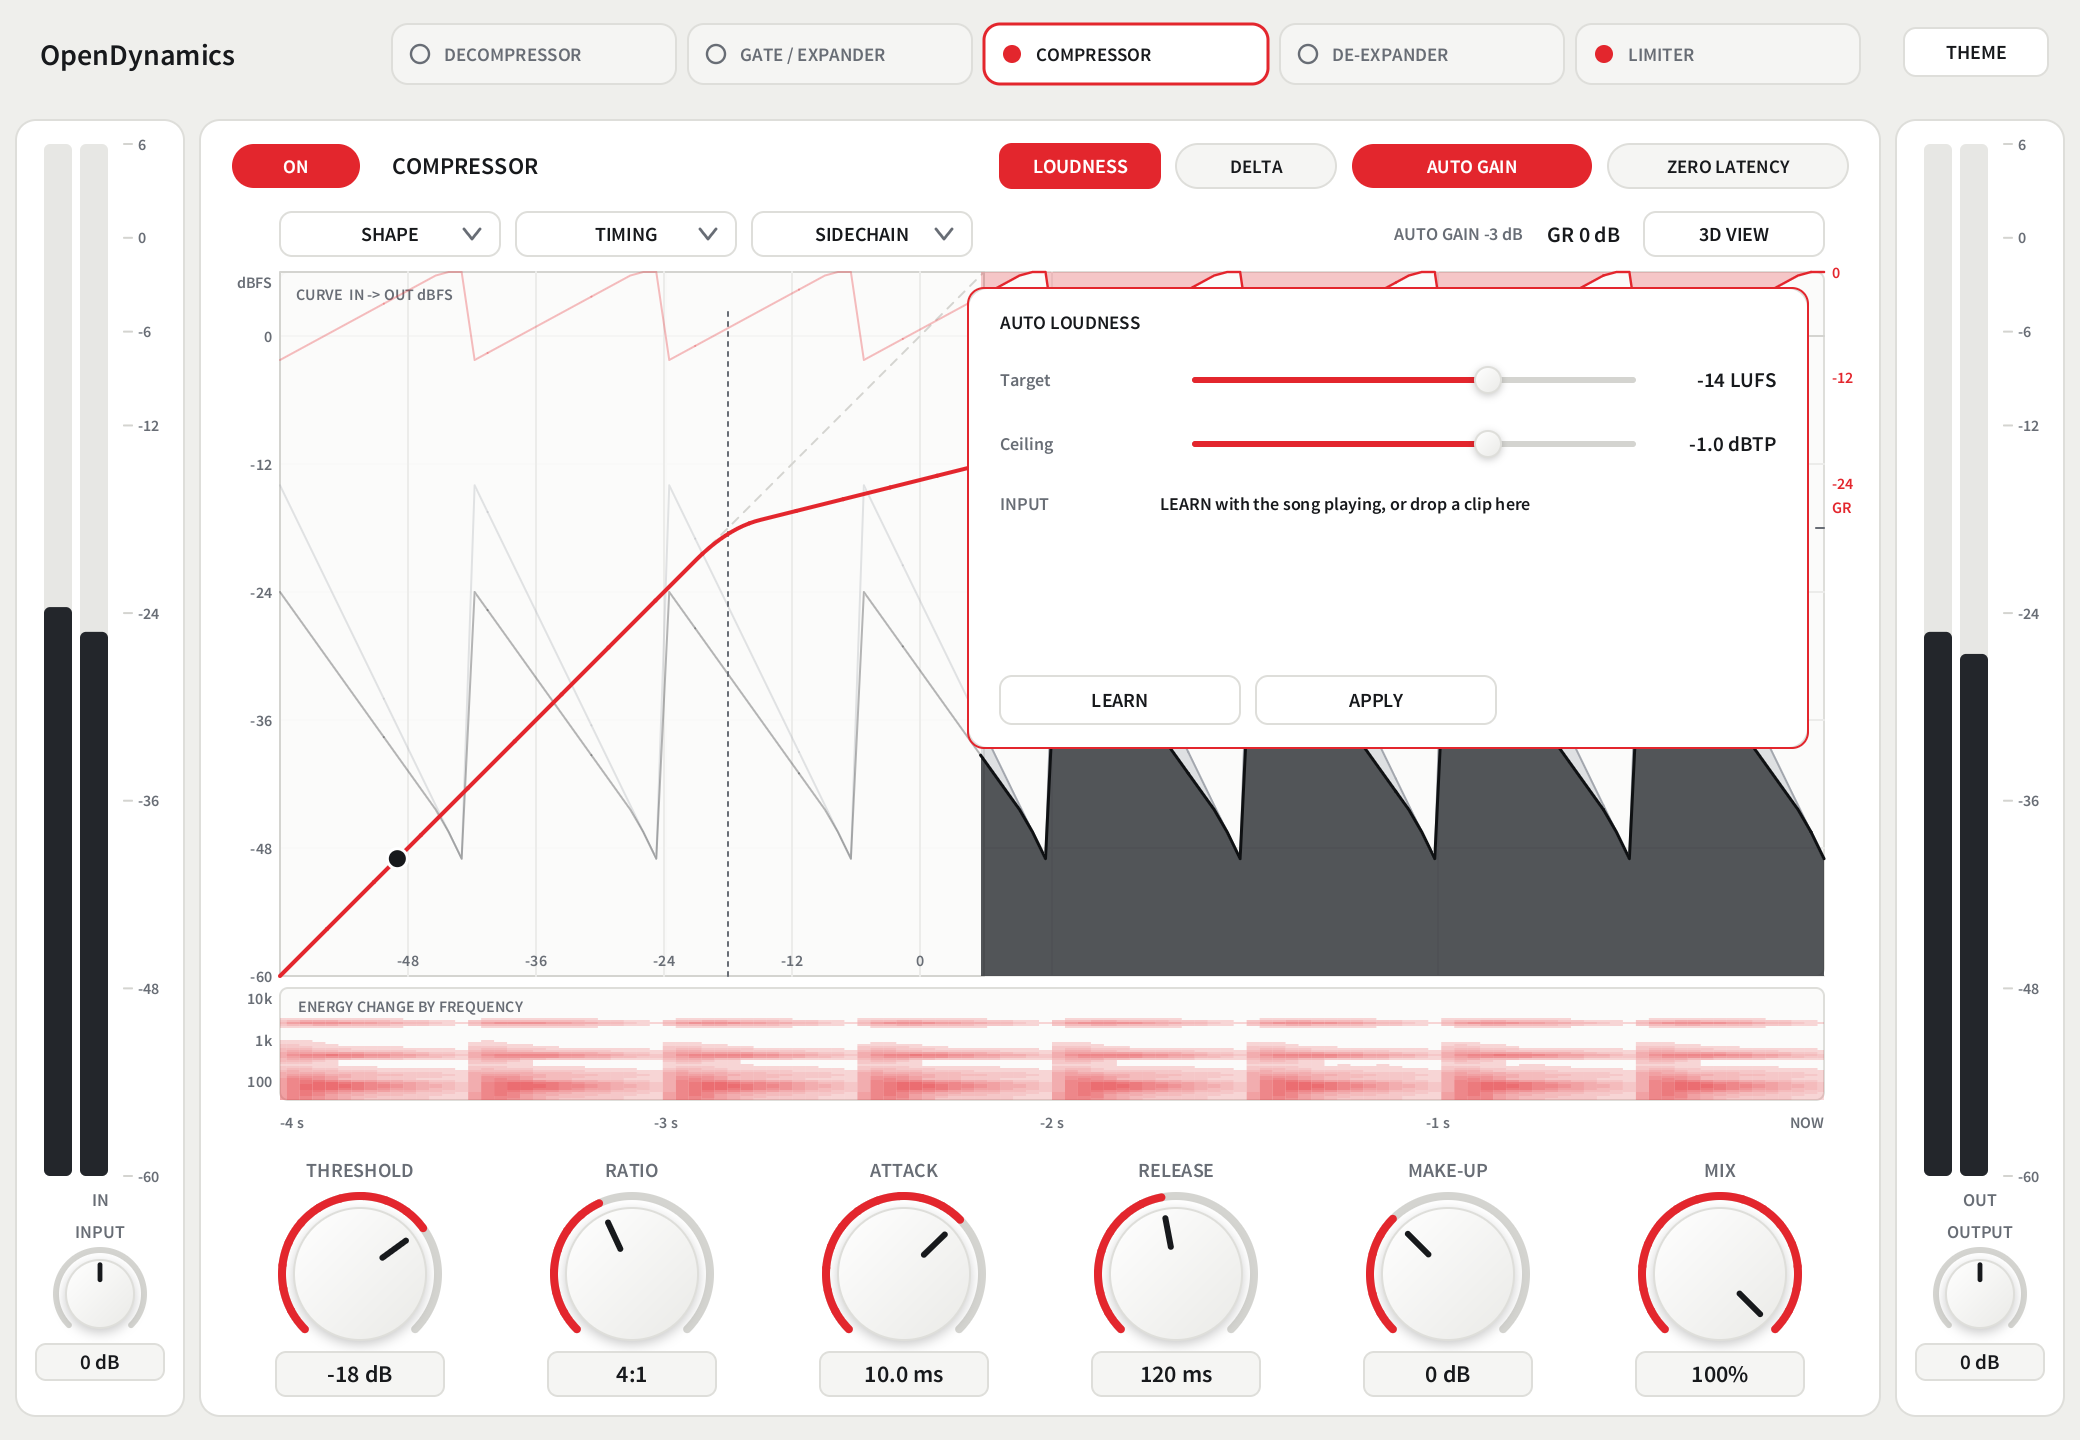 OpenDynamics
DECOMPRESSOR
GATE / EXPANDER
COMPRESSOR
DE-EXPANDER
LIMITER
THEME
ON
COMPRESSOR
LOUDNESS
DELTA
AUTO GAIN
ZERO LATENCY
SHAPE
TIMING
SIDECHAIN
AUTO GAIN -3 dB
GR 0 dB
3D VIEW
6
0
-6
-12
-24
-36
-48
-60
IN
INPUT
0 dB
dBFS
CURVE IN -> OUT dBFS
0
-12
-24
-36
-48
-60
-48
-36
-24
-12
0
AUTO LOUDNESS
Target
-14 LUFS
Ceiling
-1.0 dBTP
INPUT
LEARN with the song playing, or drop a clip here
LEARN
APPLY
0
-12
-24
GR
10k
1k
100
ENERGY CHANGE BY FREQUENCY
-4 s
-3 s
-2 s
-1 s
NOW
THRESHOLD
RATIO
ATTACK
RELEASE
MAKE-UP
MIX
-18 dB
4:1
10.0 ms
120 ms
0 dB
100%
6
0
-6
-12
-24
-36
-48
-60
OUT
OUTPUT
0 dB